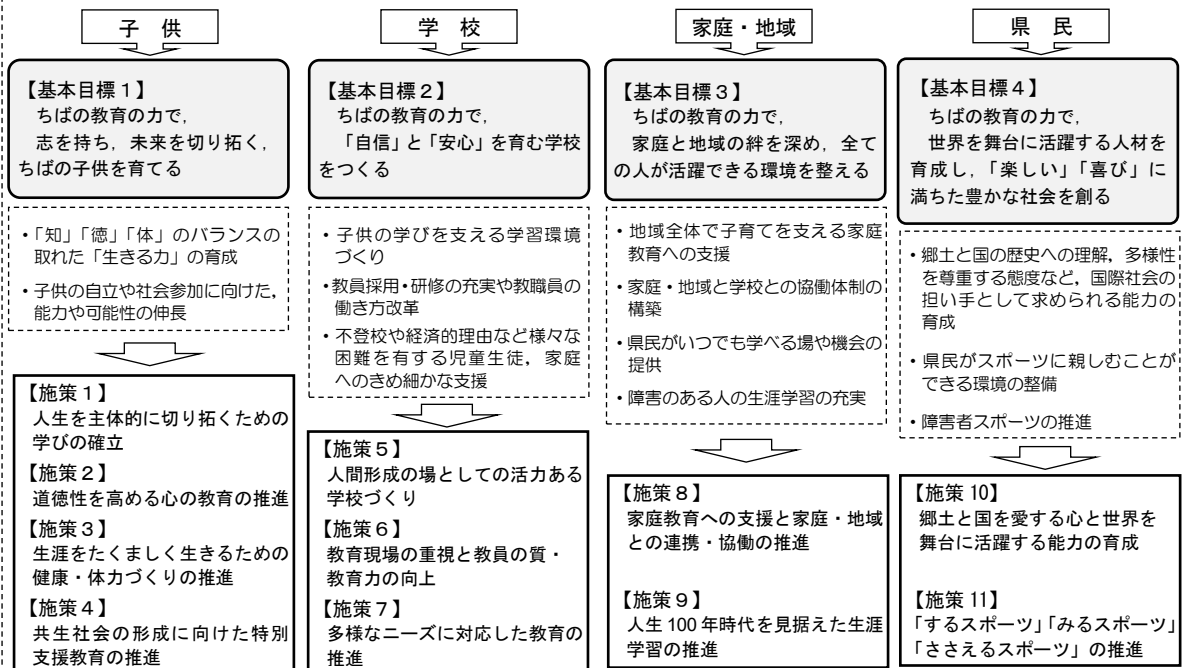 子 供
【基本目標１】
ちばの教育の力で，
志を持ち，未来を切り拓く，
ちばの子供を育てる
・「知」「徳」「体」のバランスの
取れた「生きる力」の育成
・子供の自立や社会参加に向けた，
能力や可能性の伸長
【施策１】
人生を主体的に切り拓くための
学びの確立
【施策２】
道徳性を高める心の教育の推進
【施策３】
生涯をたくましく生きるための
健康・体力づくりの推進
【施策４】
共生社会の形成に向けた特別
支援教育の推進
学 校
【基本目標２】
ちばの教育の力で，
「自信」と「安心」を育む学校
をつくる
・子供の学びを支える学習環境
づくり
・教員採用・研修の充実や教職員の
働き方改革
・不登校や経済的理由など様々な
困難を有する児童生徒，家庭
へのきめ細かな支援
【施策５】
人間形成の場としての活力ある
学校づくり
【施策６】
教育現場の重視と教員の質・
教育力の向上
【施策７】
多様なニーズに対応した教育の
推進
家庭・地域
【基本目標３】
ちばの教育の力で，
家庭と地域の絆を深め，全て
の人が活躍できる環境を整える
・地域全体で子育てを支える家庭
教育への支援
・家庭・地域と学校との協働体制の
構築
・県民がいつでも学べる場や機会の
提供
・障害のある人の生涯学習の充実
【施策８】
家庭教育への支援と家庭・地域
との連携・協働の推進
【施策９】
人生 100 年時代を見据えた生涯
学習の推進
県 民
【基本目標４】
ちばの教育の力で，
世界を舞台に活躍する人材を
育成し，「楽しい」「喜び」に
満ちた豊かな社会を創る
・郷土と国の歴史への理解，多様性
を尊重する態度など，国際社会の
担い手として求められる能力の
育成
・県民がスポーツに親しむことが
できる環境の整備
・障害者スポーツの推進
【施策 10】
郷土と国を愛する心と世界を
舞台に活躍する能力の育成
【施策 11】
「するスポーツ」「みるスポーツ」
「ささえるスポーツ」の推進